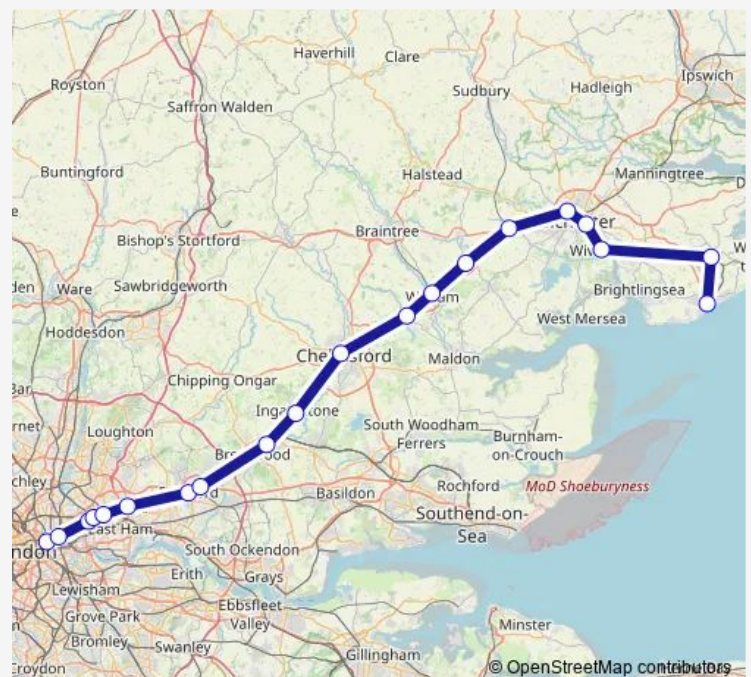 Haverhill
Clare
Ipswich
Royston
Sudbury
Hadleigh
Saffron Walden
Buntingford
Halstead
Manningtree
Braintree
Bishop's Stortford
Ware
Sawbridgeworth
Brightlingsea
Hoddesdon
West Mersea
Maldon
Chipping Ongar
Loughton
South Woodham
Ferrers
Burnham-
on-Crouch
Basildon
Rochford
MoD Shoeburyness
Southend-on-
Sea
East Ham
South Ockendon
Erith
Grays
Lewisham
Grove Park
Ebbsfleet
Valley
Bromley
Swanley
Minster
Gillingham
Croydon
© OpenStreetMap contributors